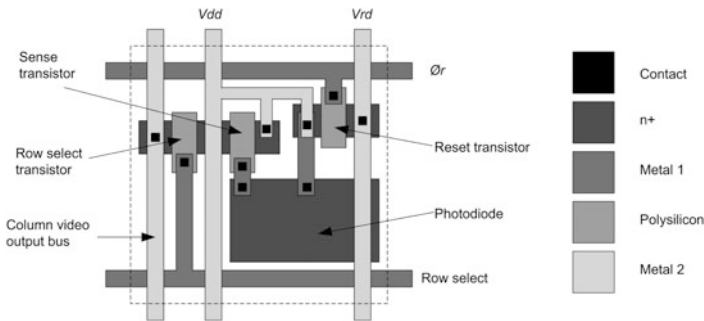 Vdd
Vrd
Sense
transistor
Ør
Row select
transistor
Reset transistor
Column video
output bus
Photodiode
Row select
Contact
n+
Metal 1
Polysilicon
Metal 2